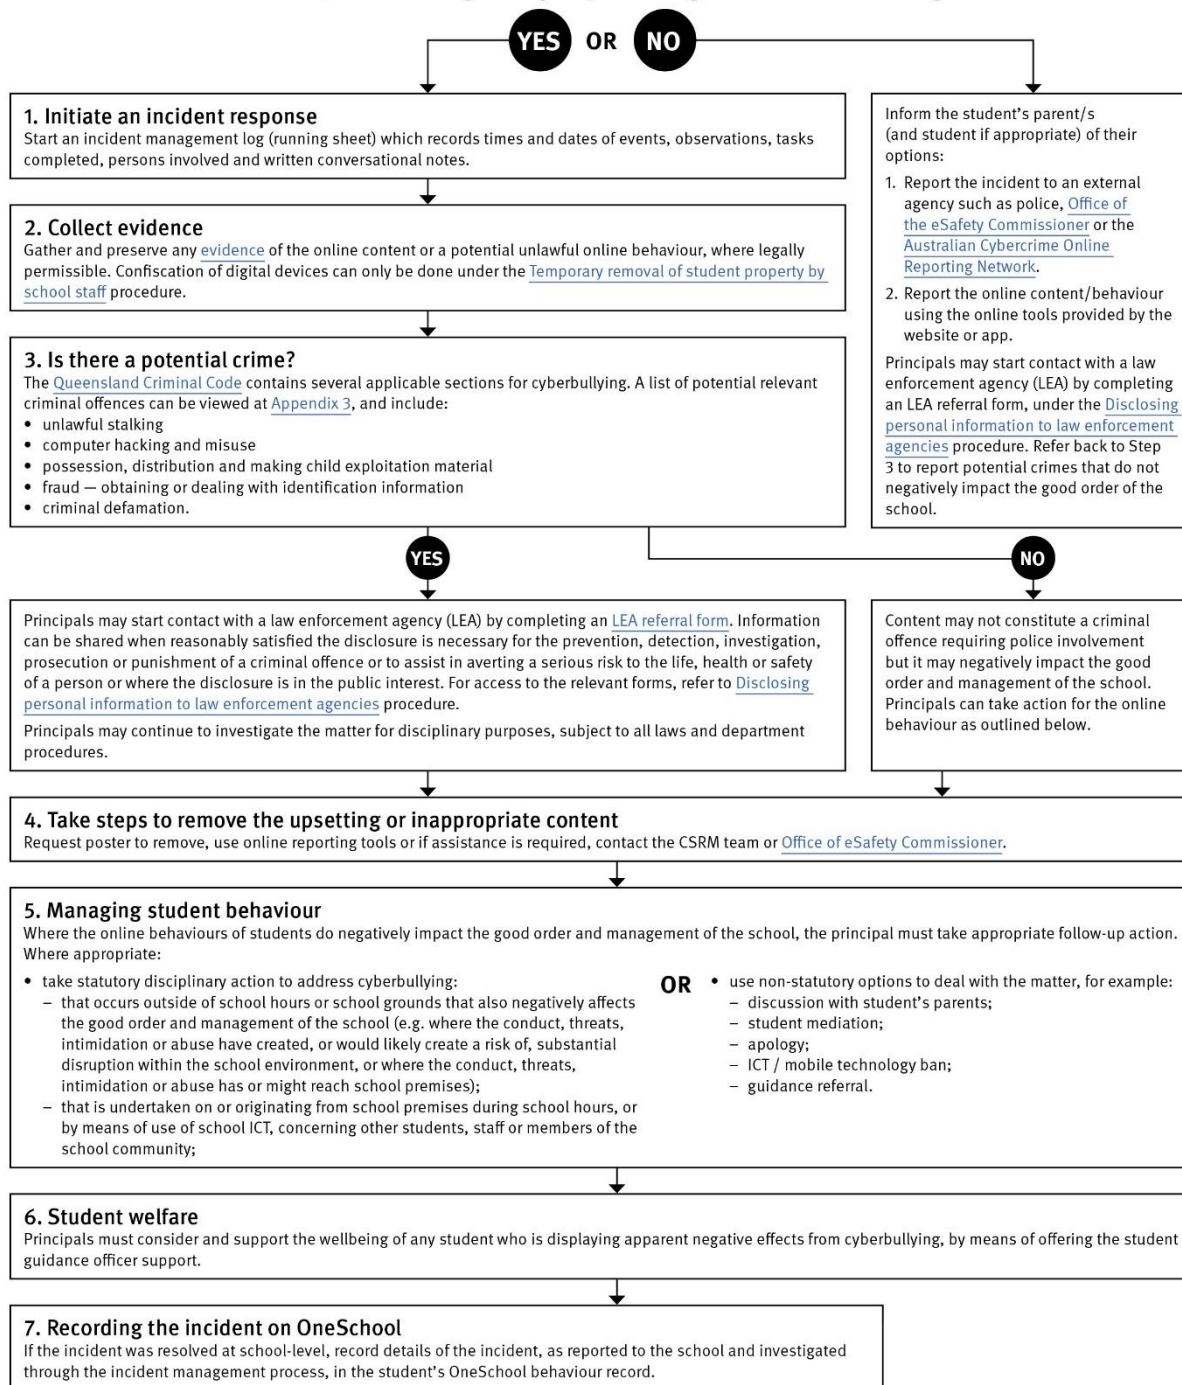 YES OR NO
1. Initiate an incident response
Start an incident management log (running sheet) which records times and dates of events, observations, tasks
completed, persons involved and written conversational notes.
2. Collect evidence
Gather and preserve any evidence of the online content or a potential unlawful online behaviour, where legally
permissible. Confiscation of digital devices can only be done under the Temporary removal of student property by
school staff procedure.
3. Is there a potential crime?
The Queensland Criminal Code contains several applicable sections for cyberbullying. A list of potential relevant
criminal offences can be viewed at Appendix 3, and include:
• unlawful stalking
• computer hacking and misuse
• possession, distribution and making child exploitation material
• fraud — obtaining or dealing with identification information
• criminal defamation.
Inform the student's parent/s
(and student if appropriate) of their
options:
1. Report the incident to an external
agency such as police, Office of
the eSafety Commissioner or the
Australian Cybercrime Online
Reporting Network.
2. Report the online content/behaviour
using the online tools provided by the
website or app.
Principals may start contact with a law
enforcement agency (LEA) by completing
an LEA referral form, under the Disclosing
personal information to law enforcement
agencies procedure. Refer back to Step
3 to report potential crimes that do not
negatively impact the good order of the
school.
YES
NO
Principals may start contact with a law enforcement agency (LEA) by completing an LEA referral form. Information
can be shared when reasonably satisfied the disclosure is necessary for the prevention, detection, investigation,
prosecution or punishment of a criminal offence or to assist in averting a serious risk to the life, health or safety
of a person or where the disclosure is in the public interest. For access to the relevant forms, refer to Disclosing
personal information to law enforcement agencies procedure.
Principals may continue to investigate the matter for disciplinary purposes, subject to all laws and department
procedures.
Content may not constitute a criminal
offence requiring police involvement
but it may negatively impact the good
order and management of the school.
Principals can take action for the online
behaviour as outlined below.
4. Take steps to remove the upsetting or inappropriate content
Request poster to remove, use online reporting tools or if assistance is required, contact the CSRM team or Office of eSafety Commissioner.
5. Managing student behaviour
Where the online behaviours of students do negatively impact the good order and management of the school, the principal must take appropriate follow-up action.
Where appropriate:
• take statutory disciplinary action to address cyberbullying:
– that occurs outside of school hours or school grounds that also negatively affects
the good order and management of the school (e.g. where the conduct, threats,
intimidation or abuse have created, or would likely create a risk of, substantial
disruption within the school environment, or where the conduct, threats,
intimidation or abuse has or might reach school premises);
– that is undertaken on or originating from school premises during school hours, or
by means of use of school ICT, concerning other students, staff or members of the
school community;
OR
• use non-statutory options to deal with the matter, for example:
– discussion with student's parents;
– student mediation;
– apology;
– ICT / mobile technology ban;
– guidance referral.
6. Student welfare
Principals must consider and support the wellbeing of any student who is displaying apparent negative effects from cyberbullying, by means of offering the student
guidance officer support.
7. Recording the incident on OneSchool
If the incident was resolved at school-level, record details of the incident, as reported to the school and investigated
through the incident management process, in the student's OneSchool behaviour record.